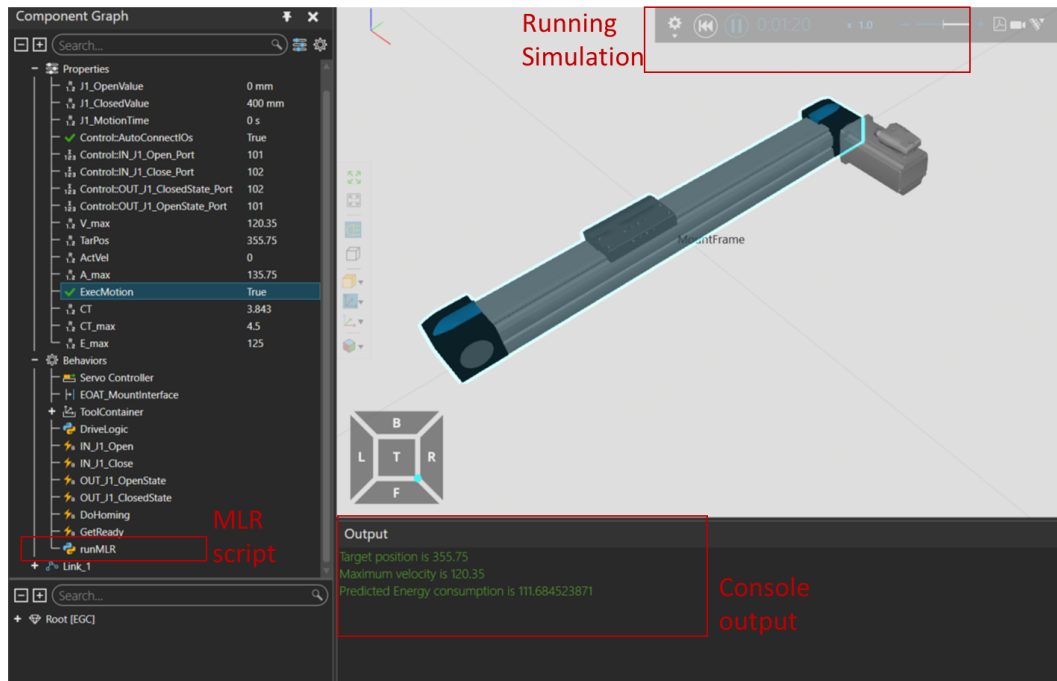 Component Graph
Search...
Properties
J1_OpenValue 0 mm
J1_ClosedValue 400 mm
J1_MotionTime 0 s
Control::AutoConnectIOs True
Control::IN_J1_Open_Port 101
Control::IN_J1_Close_Port 102
Control::OUT_J1_ClosedState_Port 102
Control::OUT_J1_OpenState_Port 101
V_max 120.35
TarPos 355.75
ActVel 0
A_max 135.75
ExecMotion True
CT 3.843
CT_max 4.5
E_max 125
Behaviors
Servo Controller
EOAT_MountInterface
ToolContainer
DriveLogic
IN_J1_Open
IN_J1_Close
OUT_J1_OpenState
OUT_J1_ClosedState
DoHoming
GetReady
runMLR
Link_1
MLR
script
Search...
Root [EGC]
Running
Simulation
0:01:20 x 1.0
MountFrame
B
L T R
F
Output
Target position is 355.75
Maximum velocity is 120.35
Predicted Energy consumption is 111.684523871
Console
output